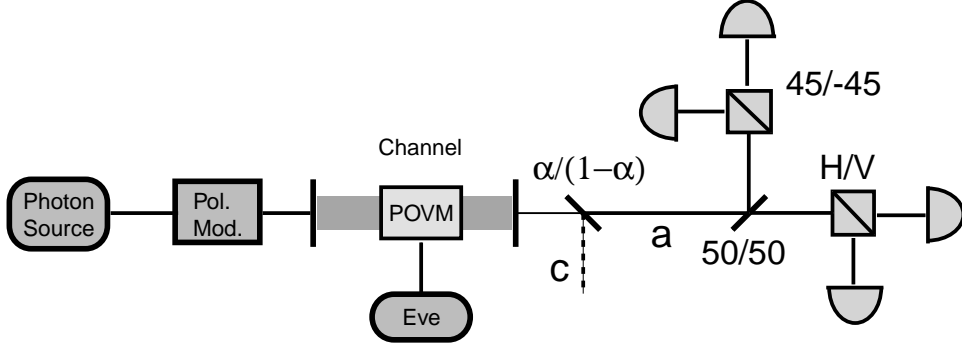 Photon
Source
Pol.
Mod.
Channel
POVM
Eve
α/(1−α)
c
a
50/50
45/-45
H/V